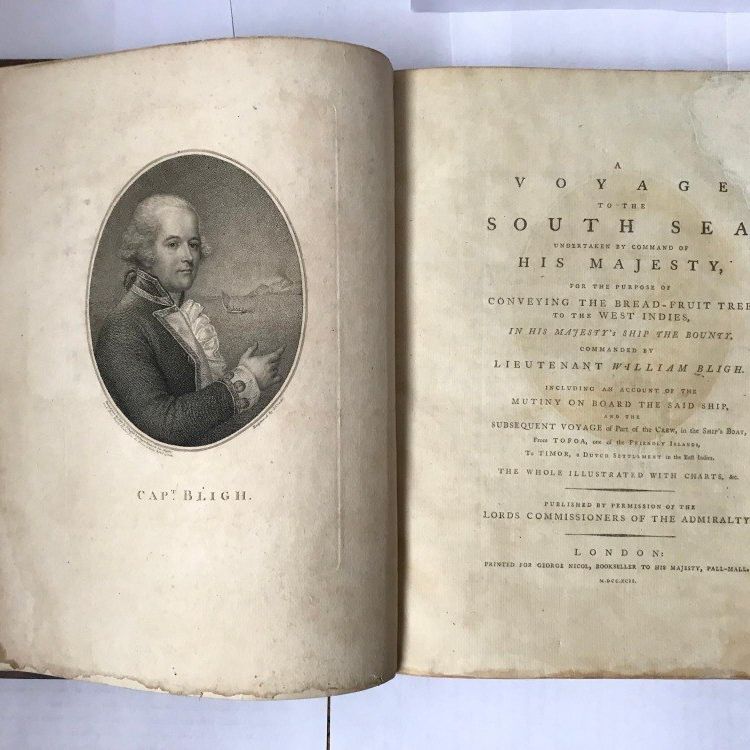 CAPT. BLIGH.
A
VOYAGE
TO THE
SOUTH SEA
UNDERTAKEN BY COMMAND OF
HIS MAJESTY,
FOR THE PURPOSE OF
CONVEYING THE BREAD-FRUIT TREE
TO THE WEST INDIES,
IN HIS MAJESTY'S SHIP THE BOUNTY,
COMMANDED BY
LIEUTENANT WILLIAM BLIGH.
INCLUDING AN ACCOUNT OF THE
MUTINY ON BOARD THE SAID SHIP,
AND THE
SUBSEQUENT VOYAGE of Part of the CREW, in the SHIP'S BOAT,
From TOFOA, one of the FRIENDLY ISLANDS,
To TIMOR, a DUTCH SETTLEMENT in the East Indies.
THE WHOLE ILLUSTRATED WITH CHARTS, &c.
PUBLISHED BY PERMISSION OF THE
LORDS COMMISSIONERS OF THE ADMIRALTY
LONDON:
PRINTED FOR GEORGE NICOL, BOOKSELLER TO HIS MAJESTY, PALL-MALL.
M.DCC.XCII.